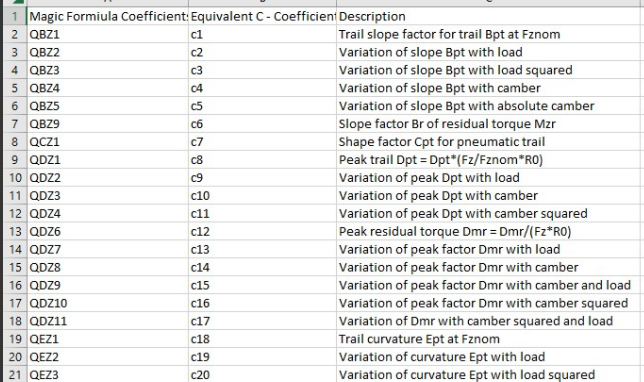 1 Magic Formiula Coefficients Equivalent C - Coefficient Description
2 QBZ1 c1 Trail slope factor for trail Bpt at Fznom
3 QBZ2 c2 Variation of slope Bpt with load
4 QBZ3 c3 Variation of slope Bpt with load squared
5 QBZ4 c4 Variation of slope Bpt with camber
6 QBZ5 c5 Variation of slope Bpt with absolute camber
7 QBZ9 c6 Slope factor Br of residual torque Mzr
8 QCZ1 c7 Shape factor Cpt for pneumatic trail
9 QDZ1 c8 Peak trail Dpt = Dpt*(Fz/Fznom*R0)
10 QDZ2 c9 Variation of peak Dpt with load
11 QDZ3 c10 Variation of peak Dpt with camber
12 QDZ4 c11 Variation of peak Dpt with camber squared
13 QDZ6 c12 Peak residual torque Dmr = Dmr/(Fz*R0)
14 QDZ7 c13 Variation of peak factor Dmr with load
15 QDZ8 c14 Variation of peak factor Dmr with camber
16 QDZ9 c15 Variation of peak factor Dmr with camber and load
17 QDZ10 c16 Variation of peak factor Dmr with camber squared
18 QDZ11 c17 Variation of Dmr with camber squared and load
19 QEZ1 c18 Trail curvature Ept at Fznom
20 QEZ2 c19 Variation of curvature Ept with load
21 QEZ3 c20 Variation of curvature Ept with load squared